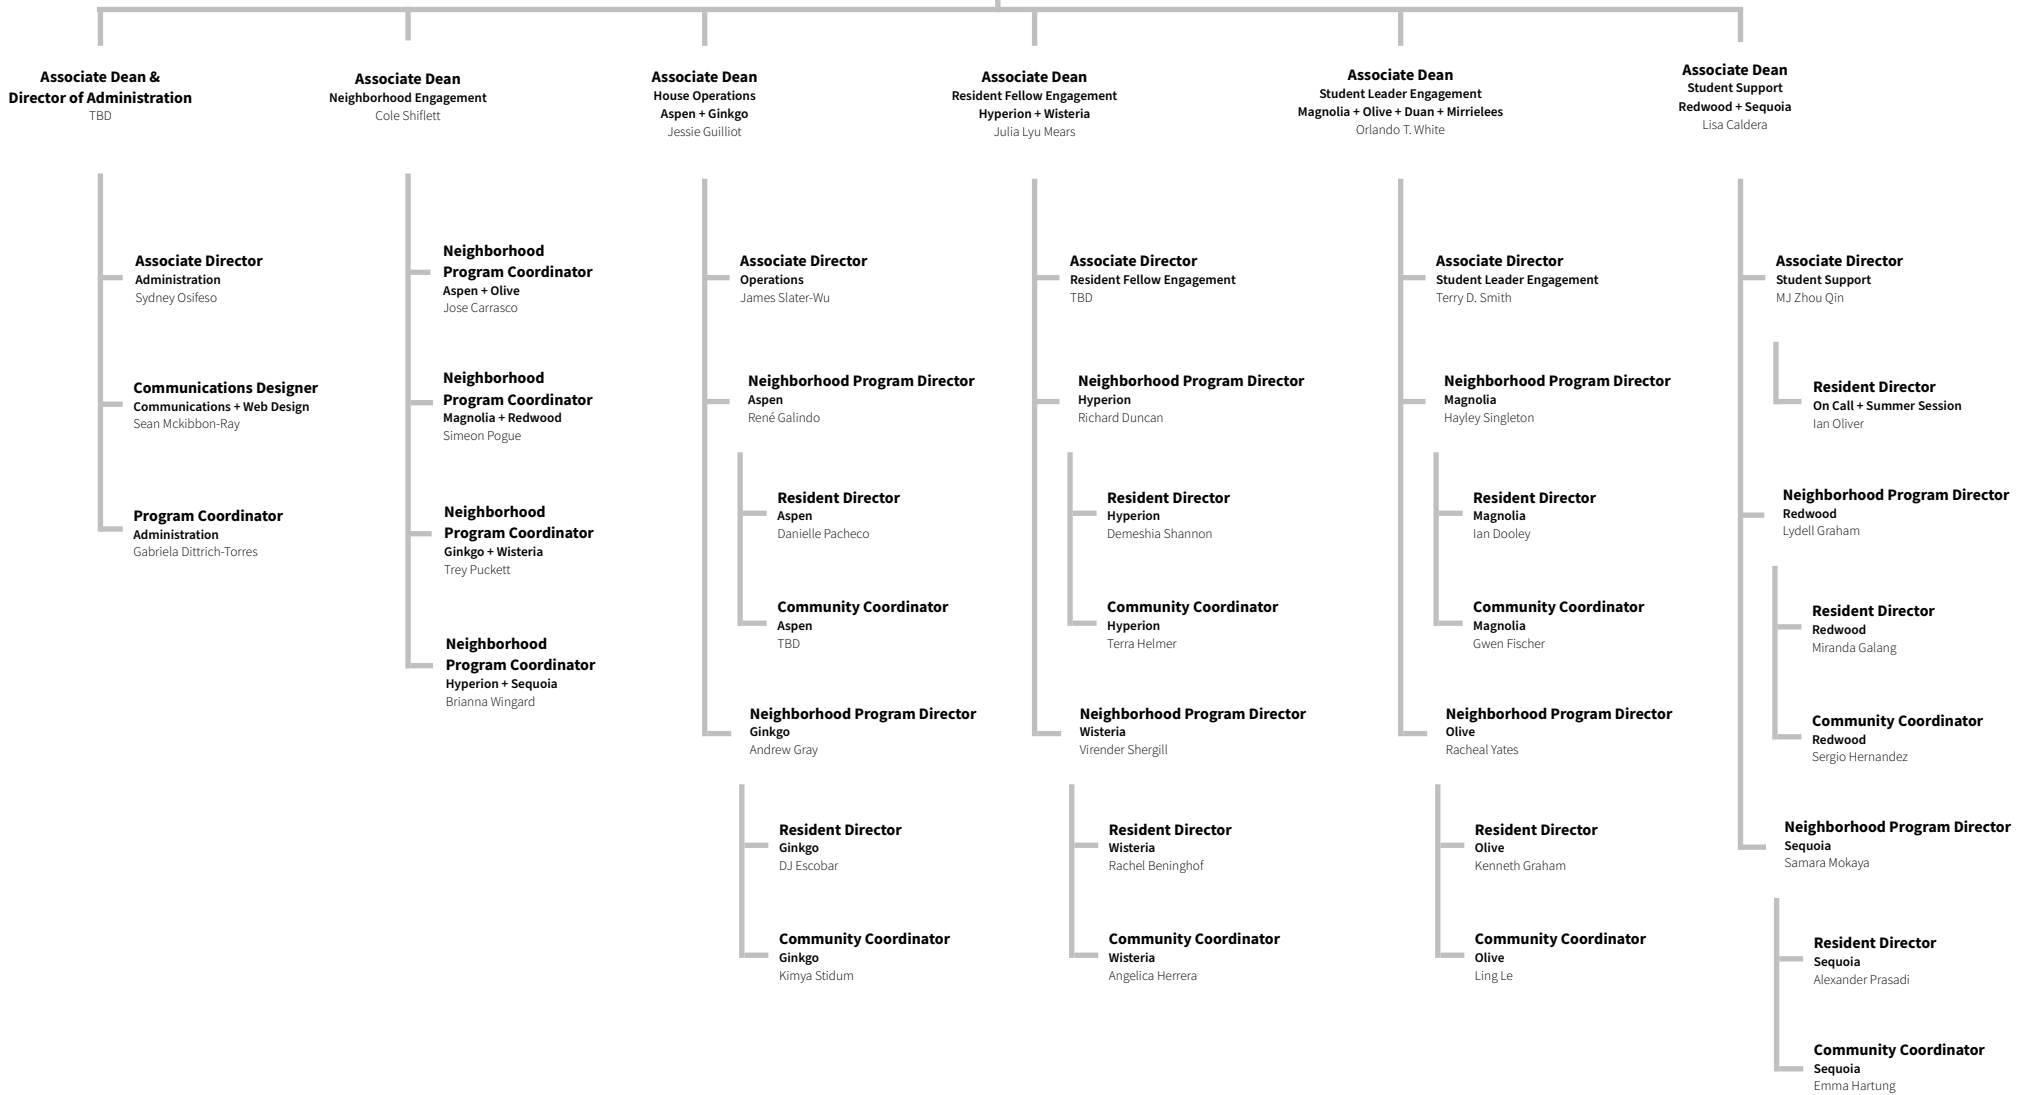 Associate Dean &
Director of Administration
TBD
Associate Director
Administration
Sydney Osifeso
Communications Designer
Communications + Web Design
Sean Mckibbon-Ray
Program Coordinator
Administration
Gabriela Dittrich-Torres
Associate Dean
Neighborhood Engagement
Cole Shiflett
Neighborhood
Program Coordinator
Aspen + Olive
Jose Carrasco
Neighborhood
Program Coordinator
Magnolia + Redwood
Simeon Pogue
Neighborhood
Program Coordinator
Ginkgo + Wisteria
Trey Puckett
Neighborhood
Program Coordinator
Hyperion + Sequoia
Brianna Wingard
Associate Dean
House Operations
Aspen + Ginkgo
Jessie Guilliot
Associate Director
Operations
James Slater-Wu
Neighborhood Program Director
Aspen
René Galindo
Resident Director
Aspen
Danielle Pacheco
Community Coordinator
Aspen
TBD
Neighborhood Program Director
Ginkgo
Andrew Gray
Resident Director
Ginkgo
DJ Escobar
Community Coordinator
Ginkgo
Kimya Stidum
Associate Dean
Resident Fellow Engagement
Hyperion + Wisteria
Julia Lyu Mears
Associate Director
Resident Fellow Engagement
TBD
Neighborhood Program Director
Hyperion
Richard Duncan
Resident Director
Hyperion
Demeshia Shannon
Community Coordinator
Hyperion
Terra Helmer
Neighborhood Program Director
Wisteria
Virender Shergill
Resident Director
Wisteria
Rachel Beninghof
Community Coordinator
Wisteria
Angelica Herrera
Associate Dean
Student Leader Engagement
Magnolia + Olive + Duan + Mirrielees
Orlando T. White
Associate Director
Student Leader Engagement
Terry D. Smith
Neighborhood Program Director
Magnolia
Hayley Singleton
Resident Director
Magnolia
Ian Dooley
Community Coordinator
Magnolia
Gwen Fischer
Neighborhood Program Director
Olive
Racheal Yates
Resident Director
Olive
Kenneth Graham
Community Coordinator
Olive
Ling Le
Associate Dean
Student Support
Redwood + Sequoia
Lisa Caldera
Associate Director
Student Support
MJ Zhou Qin
Resident Director
On Call + Summer Session
Ian Oliver
Neighborhood Program Director
Redwood
Lydell Graham
Resident Director
Redwood
Miranda Galang
Community Coordinator
Redwood
Sergio Hernandez
Neighborhood Program Director
Sequoia
Samara Mokaya
Resident Director
Sequoia
Alexander Prasadi
Community Coordinator
Sequoia
Emma Hartung